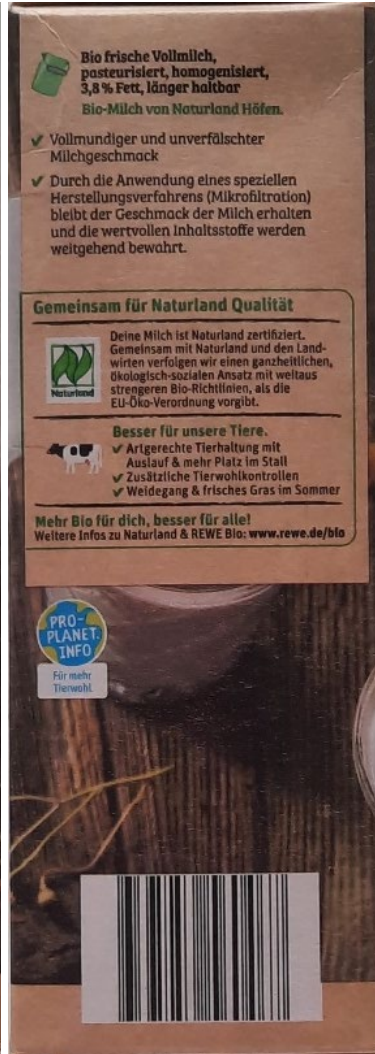 Bio frische Vollmilch,
pasteurisiert, homogenisiert,
3,8 % Fett, länger haltbar
Bio-Milch von Naturland Höfen.
✓ Vollmundiger und unverfälschter
Milchgeschmack
✓ Durch die Anwendung eines speziellen
Herstellungsverfahrens (Mikrofiltration)
bleibt der Geschmack der Milch erhalten
und die wertvollen Inhaltsstoffe werden
weitgehend bewahrt.
Gemeinsam für Naturland Qualität
Deine Milch ist Naturland zertifiziert.
Gemeinsam mit Naturland und den Land-
wirten verfolgen wir einen ganzheitlichen,
ökologisch-sozialen Ansatz mit weitaus
strengeren Bio-Richtlinien, als die
EU-Öko-Verordnung vorgibt.
Naturland
Besser für unsere Tiere.
✓ Artgerechte Tierhaltung mit
Auslauf & mehr Platz im Stall
✓ Zusätzliche Tierwohlkontrollen
✓ Weidegang & frisches Gras im Sommer
Mehr Bio für dich, besser für alle!
Weitere Infos zu Naturland & REWE Bio: www.rewe.de/bio
PRO-
PLANET.
INFO
Für mehr
Tierwohl